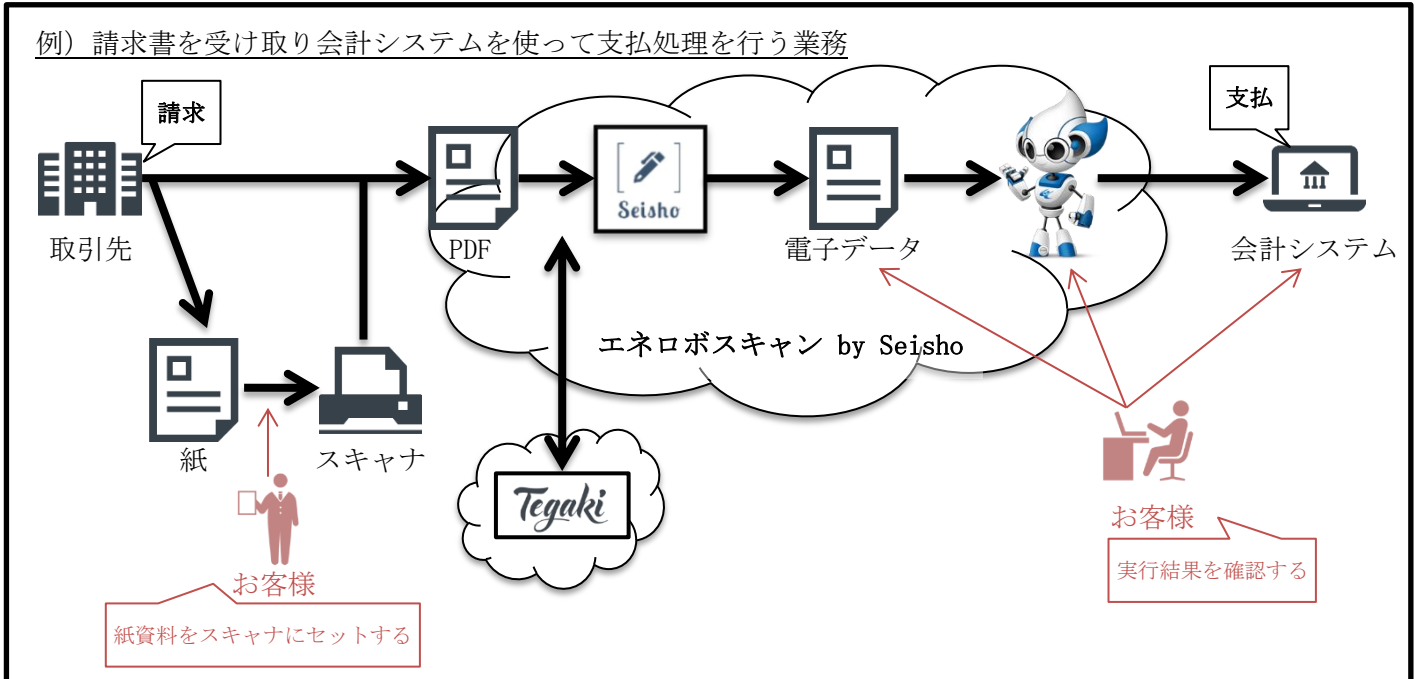 例）請求書を受け取り会計システムを使って支払処理を行う業務
請求
支払
Seisho
取引先
PDF
電子データ
会計システム
エネロボスキャン by Seisho
紙
スキャナ
Tegaki
お客様
紙資料をスキャナにセットする
お客様
実行結果を確認する